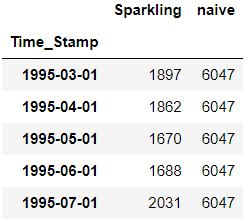 Sparkling naive
Time_Stamp
1995-03-01 1897 6047
1995-04-01 1862 6047
1995-05-01 1670 6047
1995-06-01 1688 6047
1995-07-01 2031 6047